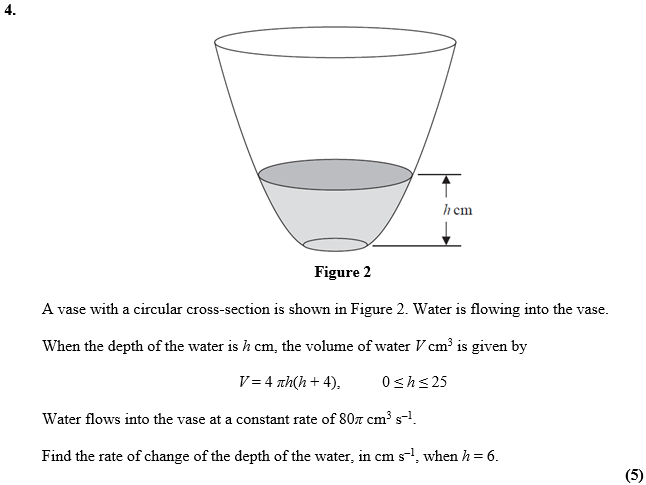 4.
h cm
Figure 2
A vase with a circular cross-section is shown in Figure 2. Water is flowing into the vase.
When the depth of the water is h cm, the volume of water V cm³ is given by
V = 4 πh(h + 4),   0 ≤ h ≤ 25
Water flows into the vase at a constant rate of 80π cm³ s⁻¹.
Find the rate of change of the depth of the water, in cm s⁻¹, when h = 6.
(5)